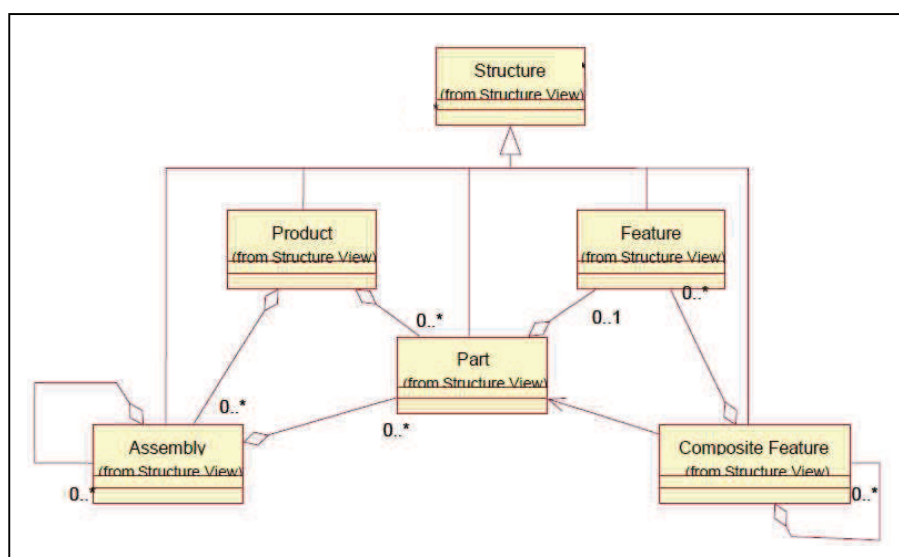 Structure
(from Structure View)
*
Product
(from Structure View)
Feature
(from Structure View)
0..*
0..*
0..1
Part
(from Structure View)
0..*
0..*
Assembly
(from Structure View)
0..*
Composite Feature
(from Structure View)
0..*